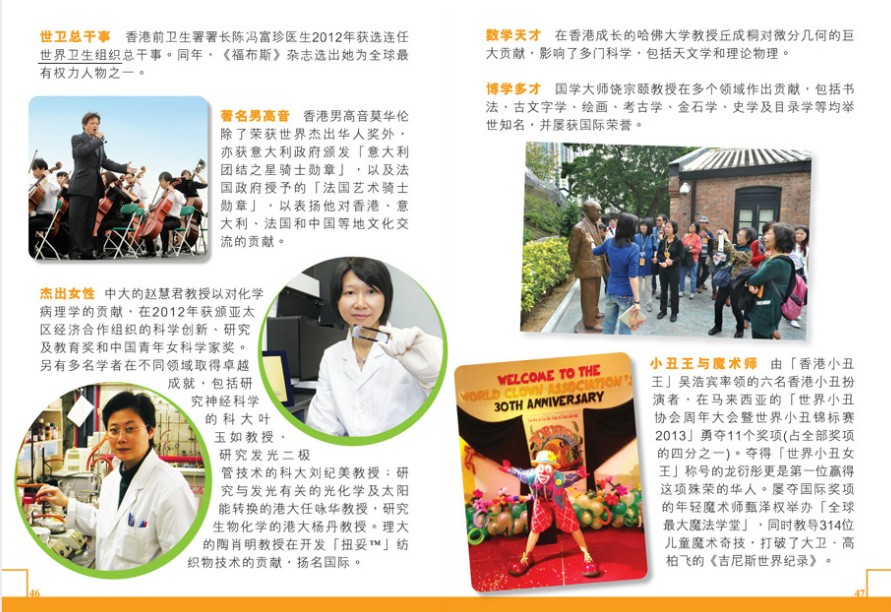 世卫总干事 香港前卫生署署长陈冯富珍医生2012年获选连任
世界卫生组织总干事。同年，《福布斯》杂志选出她为全球最
有权力人物之一。
著名男高音 香港男高音莫华伦
除了荣获世界杰出华人奖外，
亦获意大利政府颁发「意大利
团结之星骑士勋章」，以及法
国政府授予的「法国艺术骑士
勋章」，以表扬他对香港、意
大利、法国和中国等地文化交
流的贡献。
杰出女性 中大的赵慧君教授以对化学
病理学的贡献，在2012年获颁亚太
区经济合作组织的科学创新、研究
及教育奖和中国青年女科学家奖。
另有多名学者在不同领域取得卓越
成就，包括研
究神经科学
的科大叶
玉如教授、
研究发光二极
管技术的科大刘纪美教授；研
究与发光有关的光化学及太阳
能转换的港大任咏华教授，研究
生物化学的港大杨丹教授。理大
的陶肖明教授在开发「扭妥™」纺
织物技术的贡献，扬名国际。
46
数学天才 在香港成长的哈佛大学教授丘成桐对微分几何的巨
大贡献，影响了多门科学，包括天文学和理论物理。
博学多才 国学大师饶宗颐教授在多个领域作出贡献，包括书
法、古文字学、绘画、考古学、金石学、史学及目录学等均举
世知名，并屡获国际荣誉。
WELCOME TO THE
WORLD CLOWN ASSOCIATION'S
30TH ANNIVERSARY
小丑王与魔术师 由「香港小丑
王」吴浩宾率领的六名香港小丑扮
演者，在马来西亚的「世界小丑
协会周年大会暨世界小丑锦标赛
2013」勇夺11个奖项(占全部奖项
的四分之一)。夺得「世界小丑女
王」称号的龙衍彤更是第一位赢得
这项殊荣的华人。屡夺国际奖项
的年轻魔术师甄泽权举办「全球
最大魔法学堂」，同时教导314位
儿童魔术奇技，打破了大卫·高
柏飞的《吉尼斯世界纪录》。
47